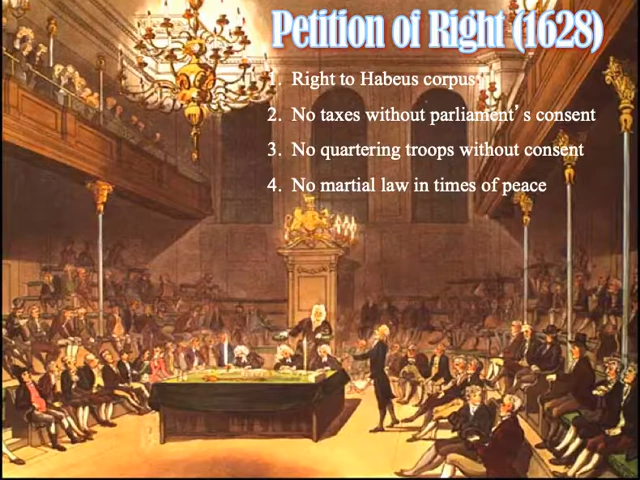 Petition of Right (1628)
1. Right to Habeus corpus
2. No taxes without parliament's consent
3. No quartering troops without consent
4. No martial law in times of peace